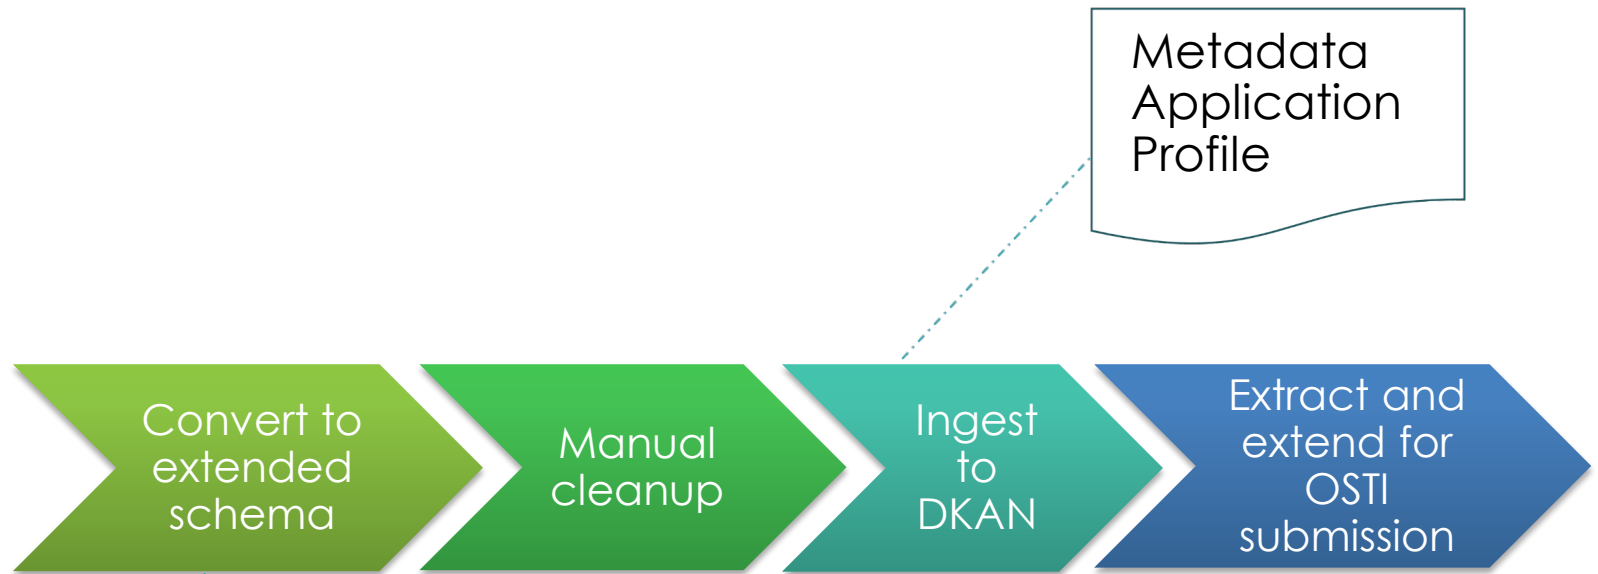 Metadata
Application
Profile
Convert to
extended
schema
Manual
cleanup
Ingest
to
DKAN
Extract and
extend for
OSTI
submission